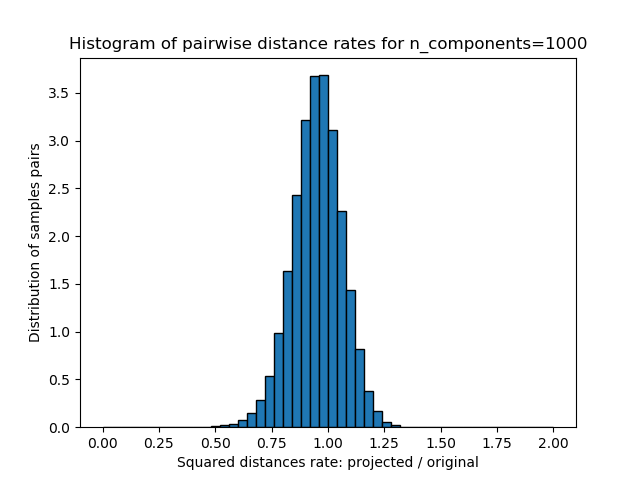 Histogram of pairwise distance rates for n_components=1000
Distribution of samples pairs
3.5
3.0
2.5
2.0
1.5
1.0
0.5
0.0
0.00 0.25 0.50 0.75 1.00 1.25 1.50 1.75 2.00
Squared distances rate: projected / original